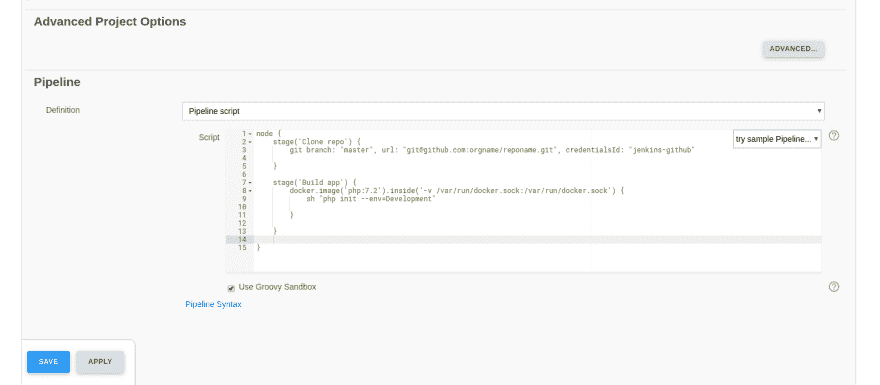 Advanced Project Options
ADVANCED...
Pipeline
Definition
Pipeline script
Script
try sample Pipeline...
1 node {
2 stage('Clone repo') {
3 git branch: "master", url: "git@github.com:orgname/reponame.git", credentialsId: "jenkins-github"
4
5 }
6
7 stage('Build app') {
8 docker.image('php:7.2').inside('-v /var/run/docker.sock:/var/run/docker.sock') {
9 sh "php init --env=Development"
10
11 }
12
13 }
14
15 }
Use Groovy Sandbox
Pipeline Syntax
SAVE APPLY